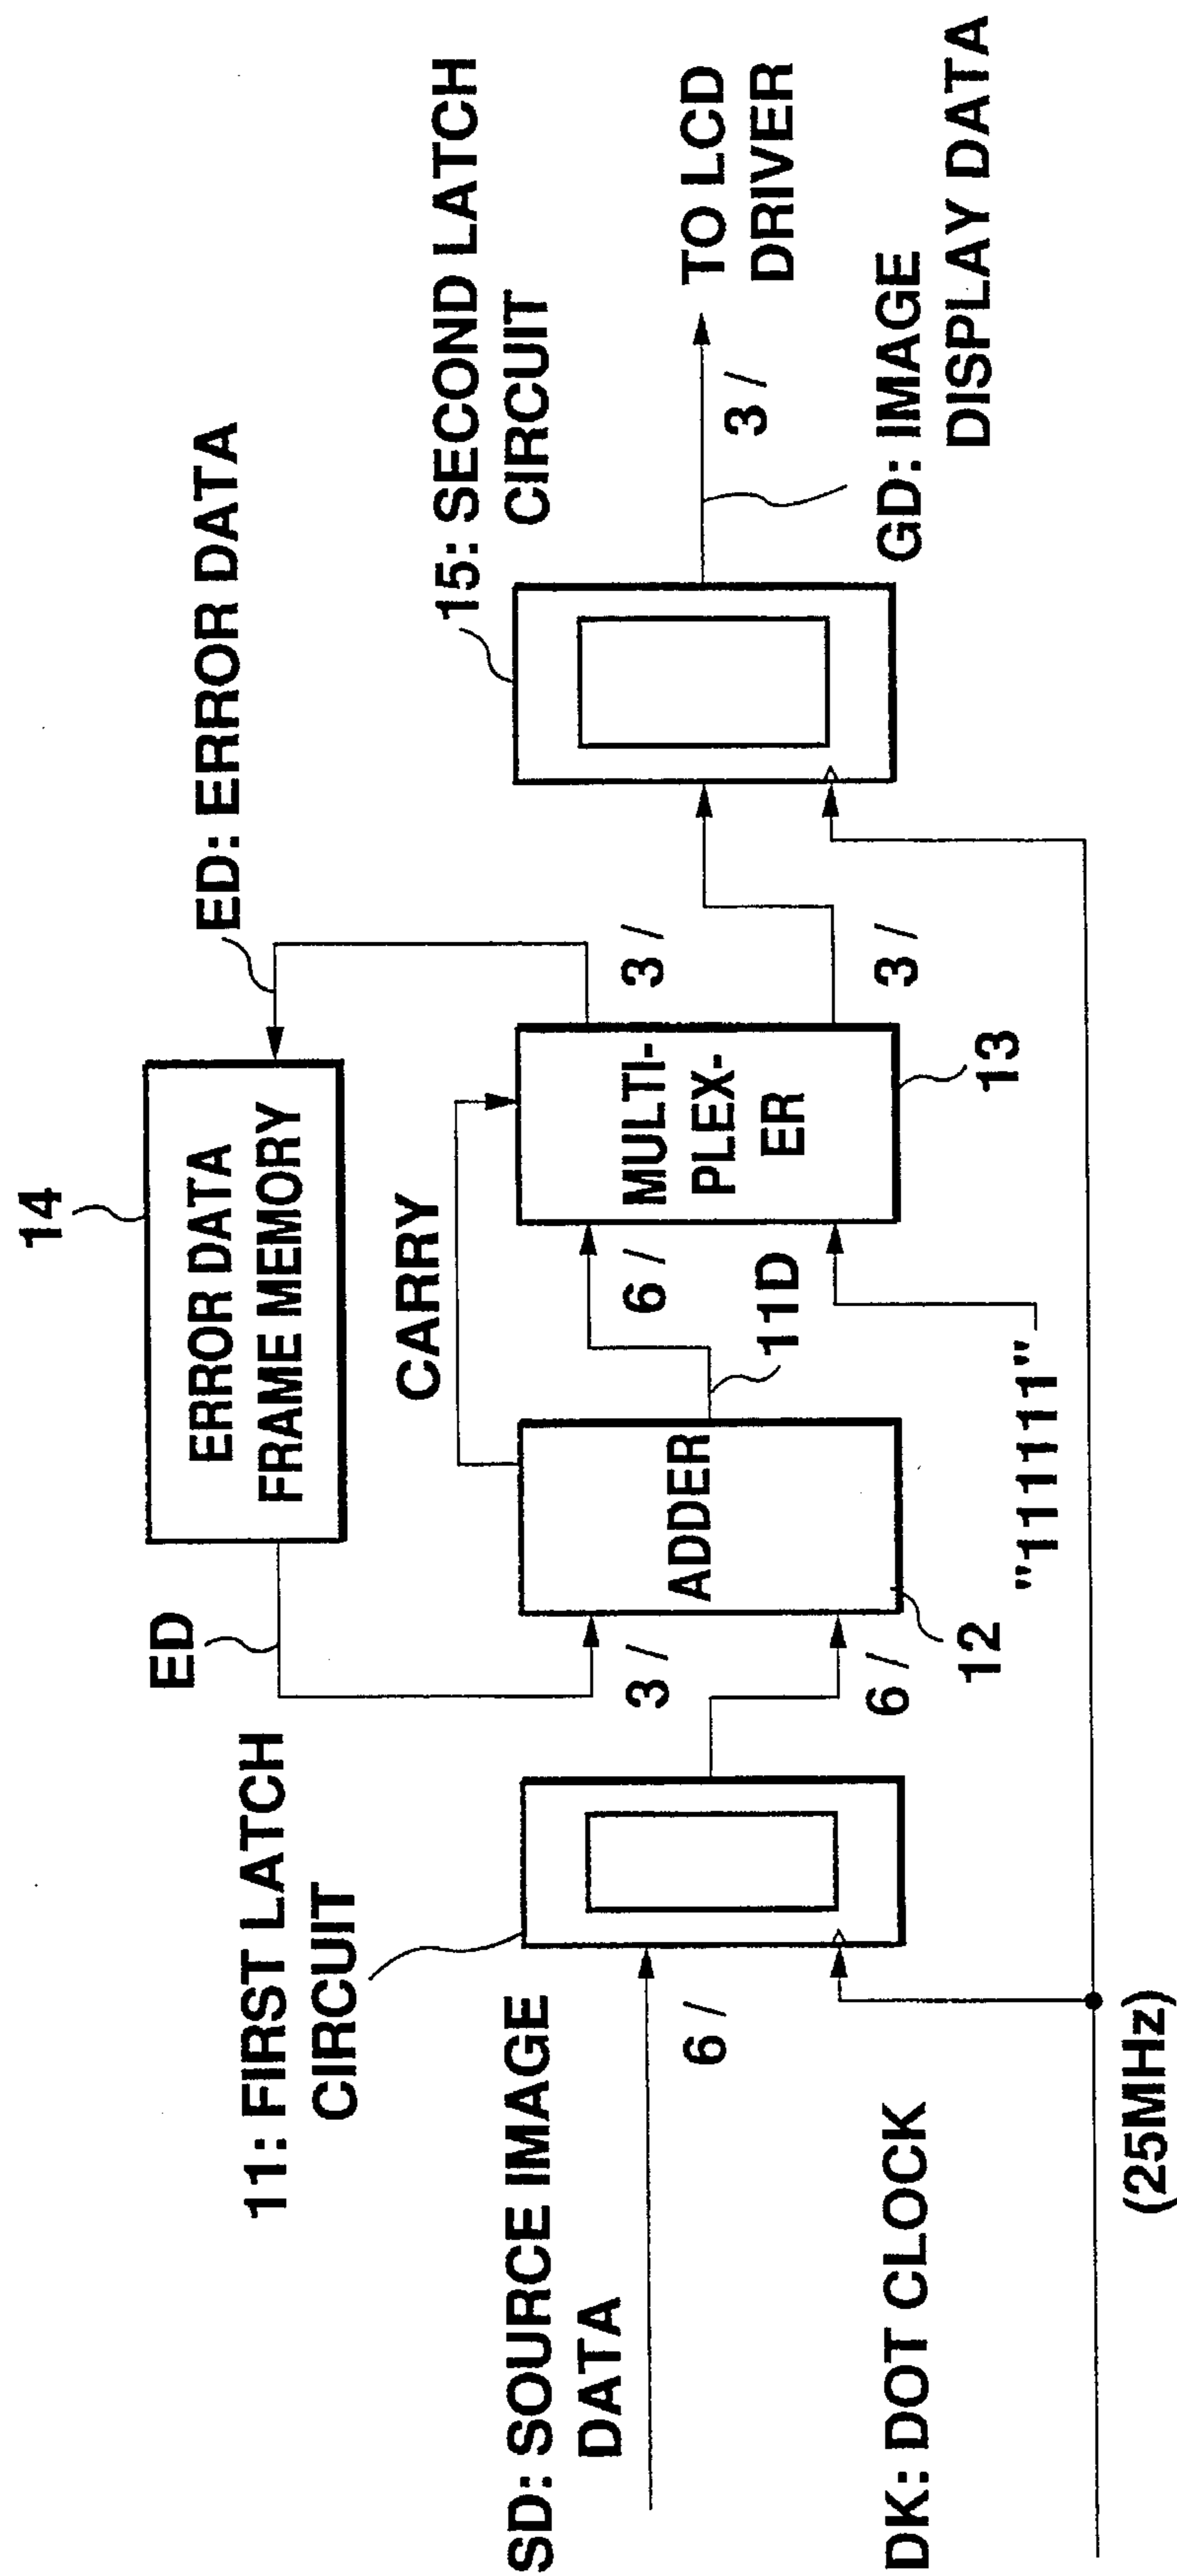 14
ERROR DATA
FRAME MEMORY
ED
ED: ERROR DATA
11: FIRST LATCH
CIRCUIT
CARRY
15: SECOND LATCH
CIRCUIT
SD: SOURCE IMAGE
DATA
6 /
3 /
6 /
ADDER
12
11D
6 /
MULTI-
PLEX-
ER
13
3 /
3 /
"111111"
3 /
TO LCD
DRIVER
GD: IMAGE
DISPLAY DATA
DK: DOT CLOCK
(25MHz)